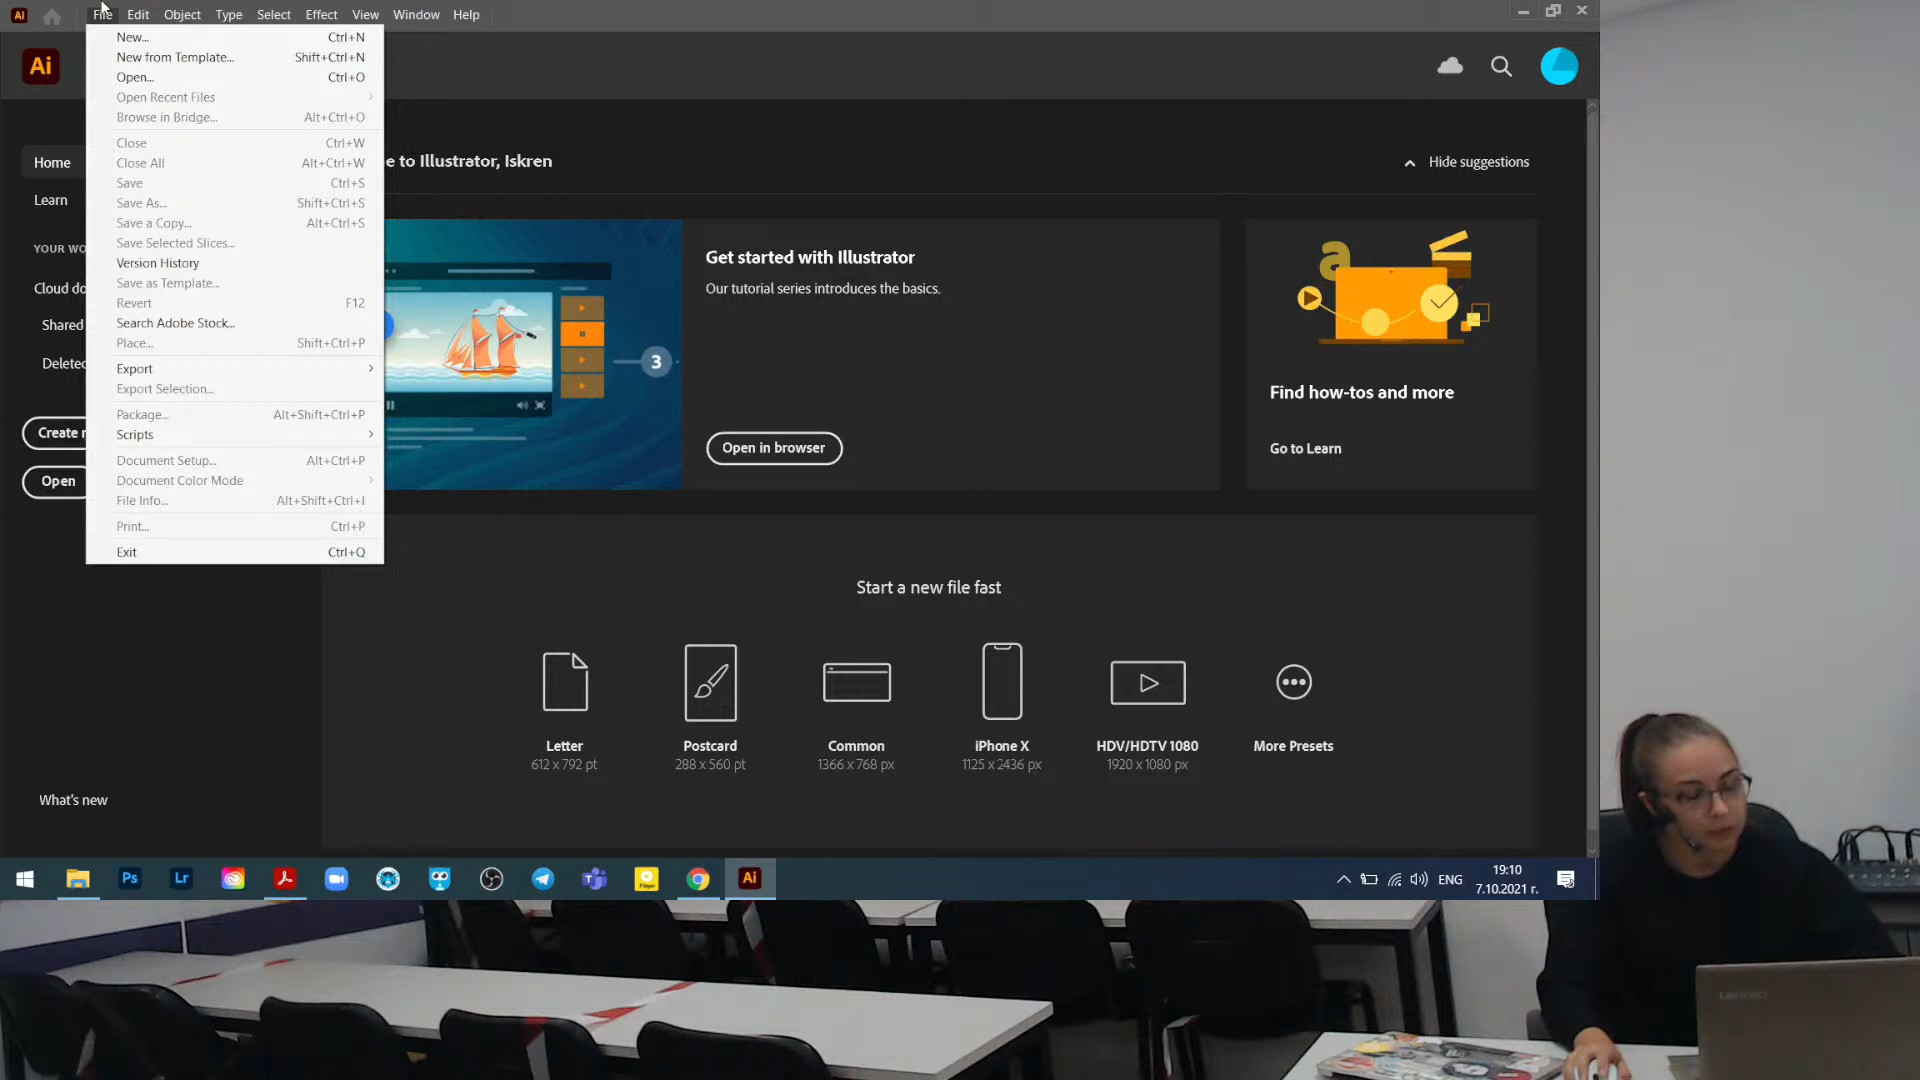 Ai File Edit Object Type Select Effect View Window Help
Ai
New... Ctrl+N
New from Template... Shift+Ctrl+N
Open... Ctrl+O
Open Recent Files
Browse in Bridge... Alt+Ctrl+O
Close Ctrl+W
Close All Alt+Ctrl+W
Save Ctrl+S
Save As... Shift+Ctrl+S
Save a Copy... Alt+Ctrl+S
Save Selected Slices...
Version History
Save as Template...
Revert F12
Search Adobe Stock...
Place... Shift+Ctrl+P
Export
Export Selection...
Package... Alt+Shift+Ctrl+P
Scripts
Document Setup... Alt+Ctrl+P
Document Color Mode
File Info... Alt+Shift+Ctrl+I
Print... Ctrl+P
Exit Ctrl+Q
Home
Learn
YOUR WO
Cloud do
Shared
Deleted
Create n
Open
What's new
e to Illustrator, Iskren
Hide suggestions
3
Get started with Illustrator
Our tutorial series introduces the basics.
Open in browser
a
Find how-tos and more
Go to Learn
Start a new file fast
Letter
612 x 792 pt
Postcard
288 x 560 pt
Common
1366 x 768 px
iPhone X
1125 x 2436 px
HDV/HDTV 1080
1920 x 1080 px
More Presets
Ps Lr Player Ai
ENG
19:10
7.10.2021 г.
Lenovo